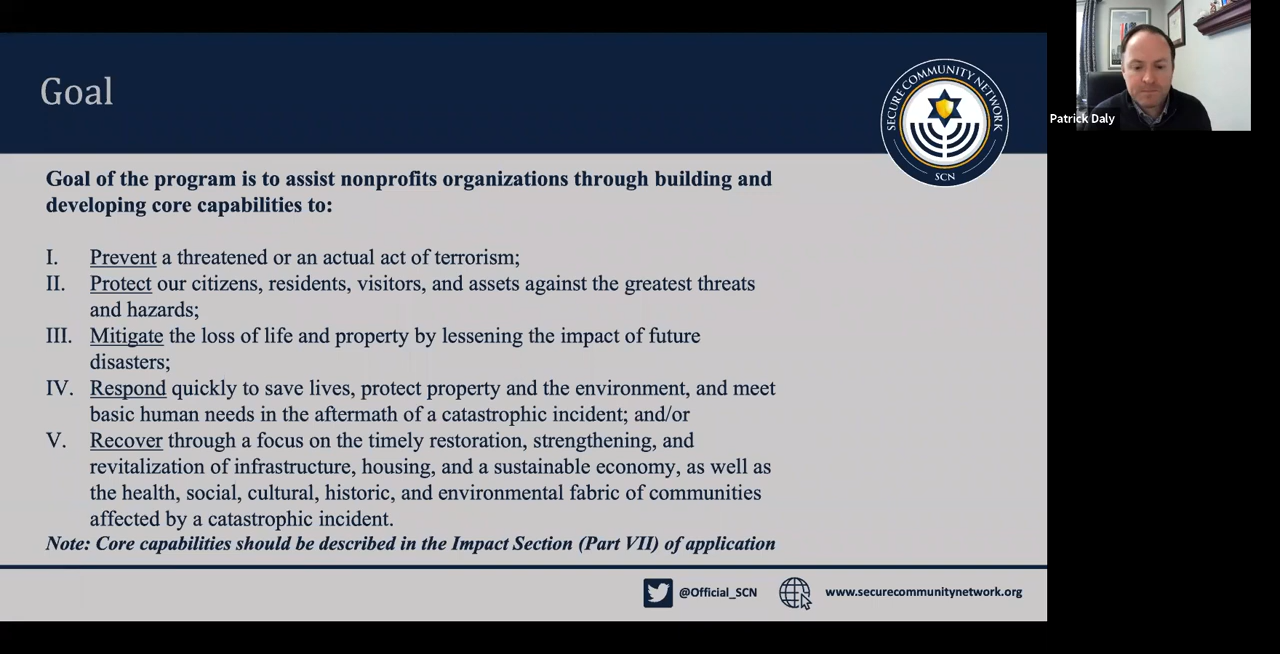 Goal
SECURE COMMUNITY NETWORK
SCN
Patrick Daly
Goal of the program is to assist nonprofits organizations through building and
developing core capabilities to:
I. Prevent a threatened or an actual act of terrorism;
II. Protect our citizens, residents, visitors, and assets against the greatest threats
and hazards;
III. Mitigate the loss of life and property by lessening the impact of future
disasters;
IV. Respond quickly to save lives, protect property and the environment, and meet
basic human needs in the aftermath of a catastrophic incident; and/or
V. Recover through a focus on the timely restoration, strengthening, and
revitalization of infrastructure, housing, and a sustainable economy, as well as
the health, social, cultural, historic, and environmental fabric of communities
affected by a catastrophic incident.
Note: Core capabilities should be described in the Impact Section (Part VII) of application
@Official_SCN
www.securecommunitynetwork.org